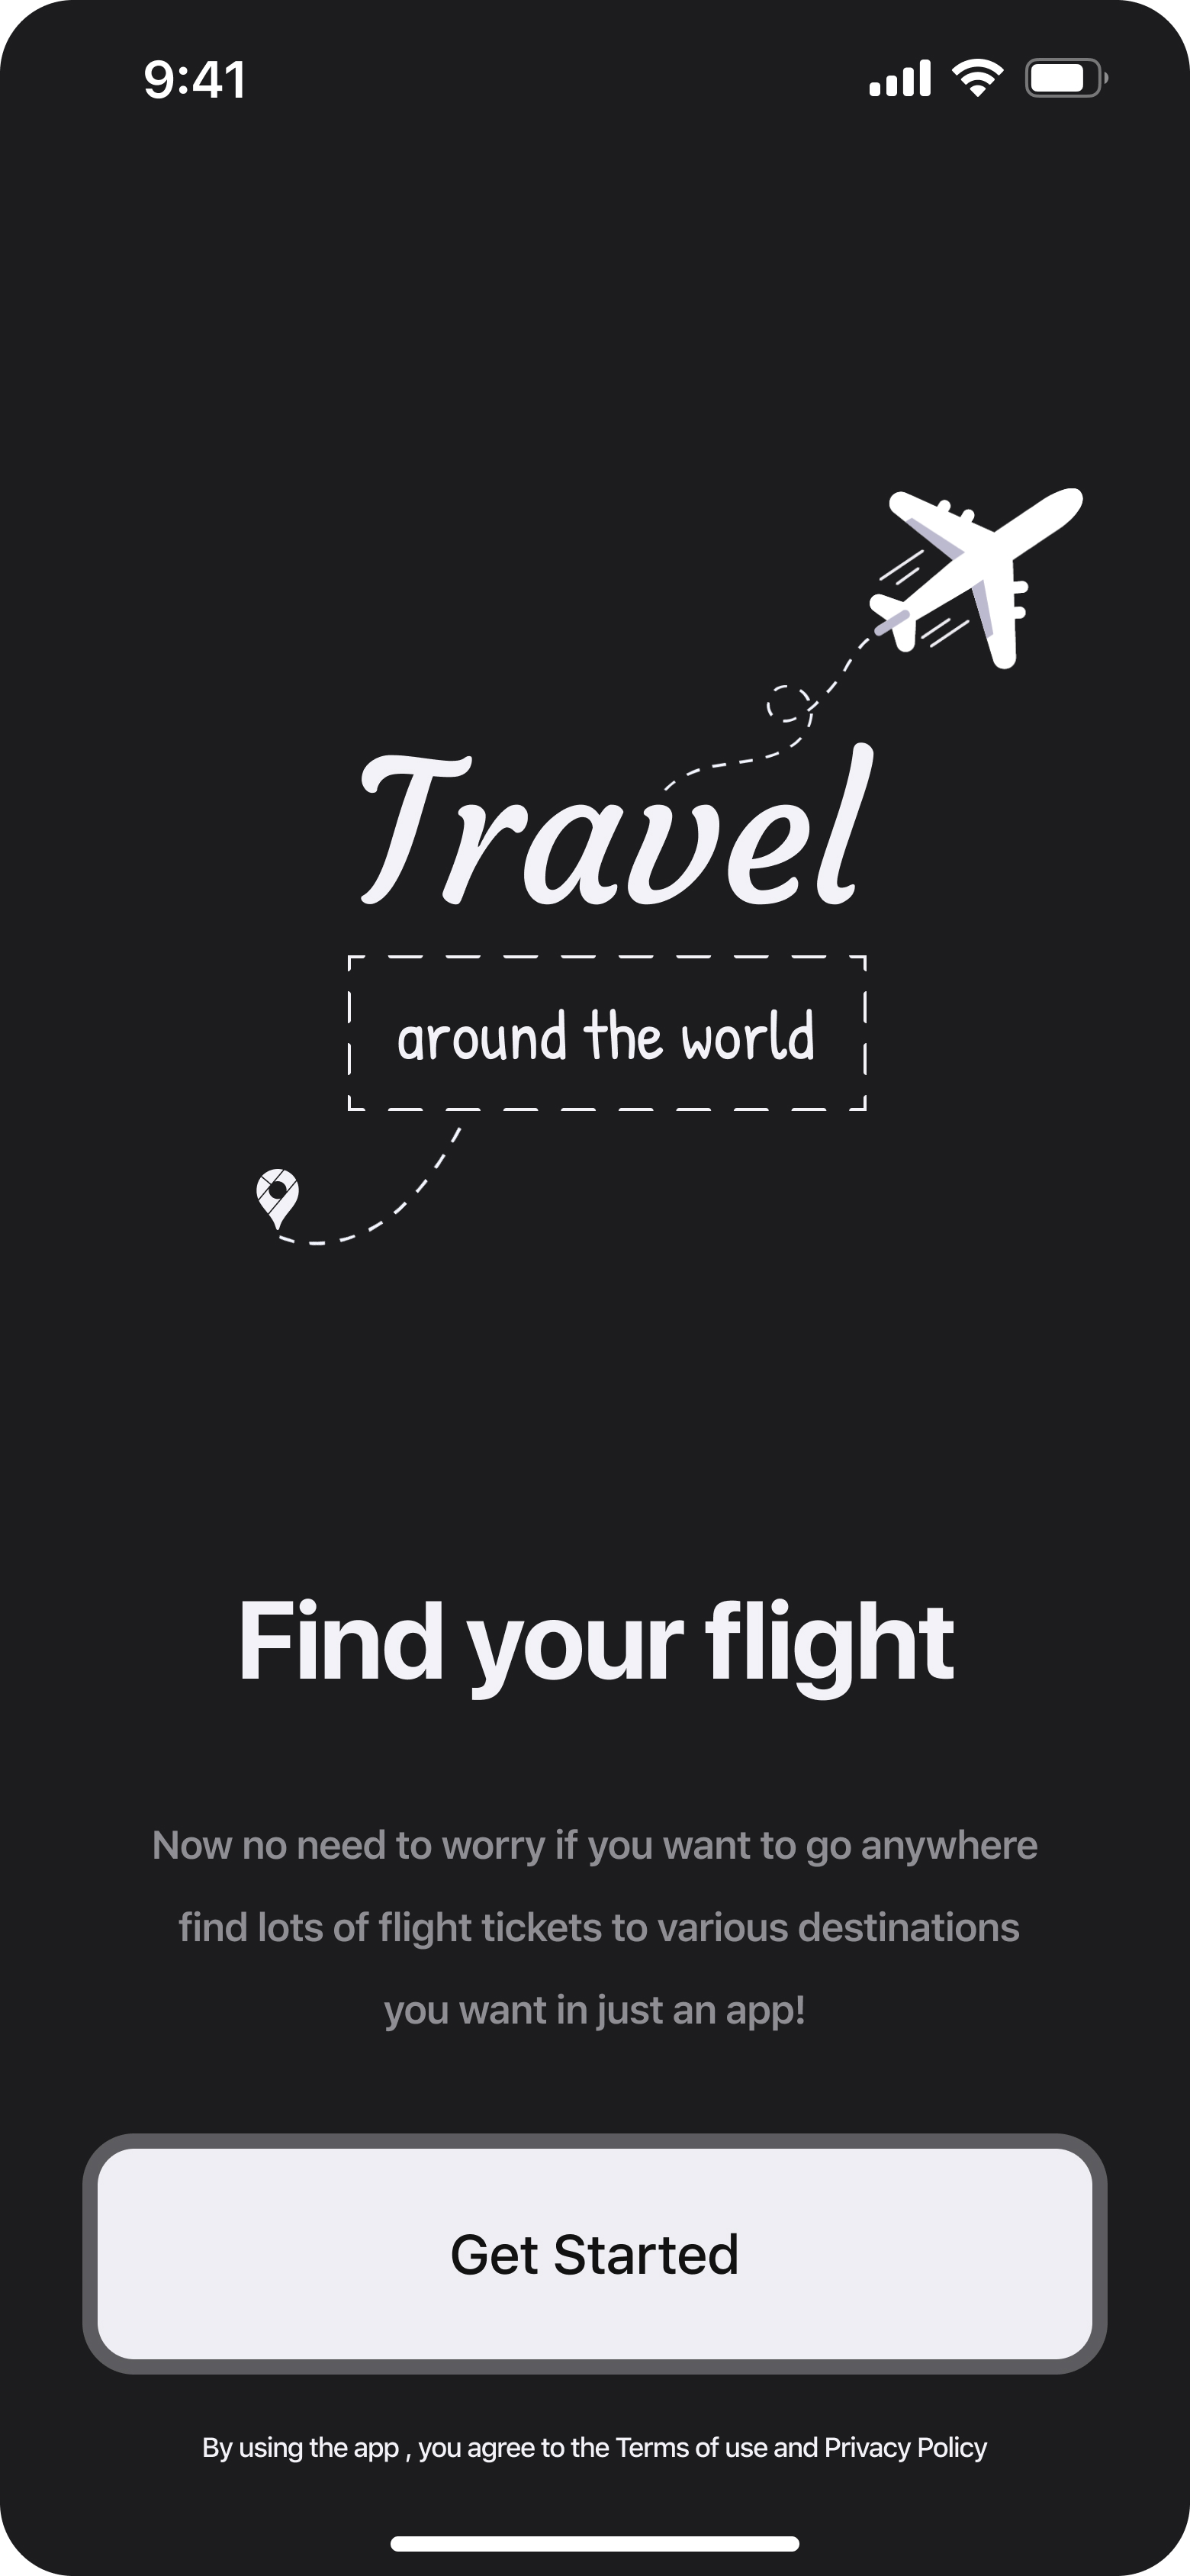 9:41
Travel
around the world
Find your flight
Now no need to worry if you want to go anywhere
find lots of flight tickets to various destinations
you want in just an app!
Get Started
By using the app , you agree to the Terms of use and Privacy Policy